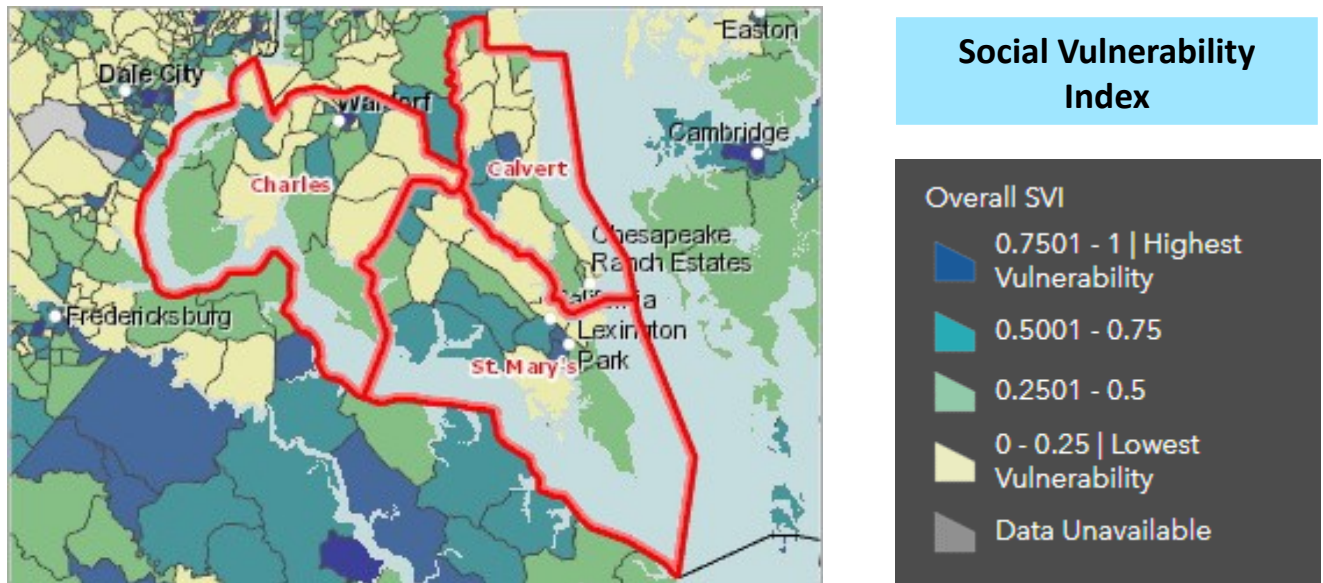 Easton
Dale City
Waldorf
Cambridge
Charles
Calvert
Chesapeake
Ranch Estates
Fredericksburg
California
Lexington
Park
St. Mary's
Social Vulnerability
Index
Overall SVI
0.7501 - 1 | Highest
Vulnerability
0.5001 - 0.75
0.2501 - 0.5
0 - 0.25 | Lowest
Vulnerability
Data Unavailable